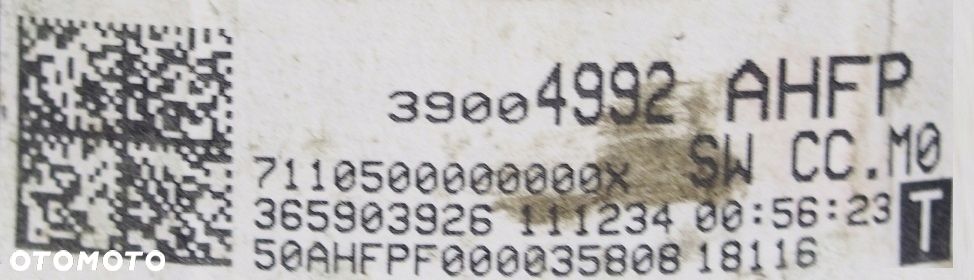 39004992 AHFP
7110500000000X SW CC.M0
365903926 111234 00:56:23 T
50AHFPF000035808 18116
OTOMOTO